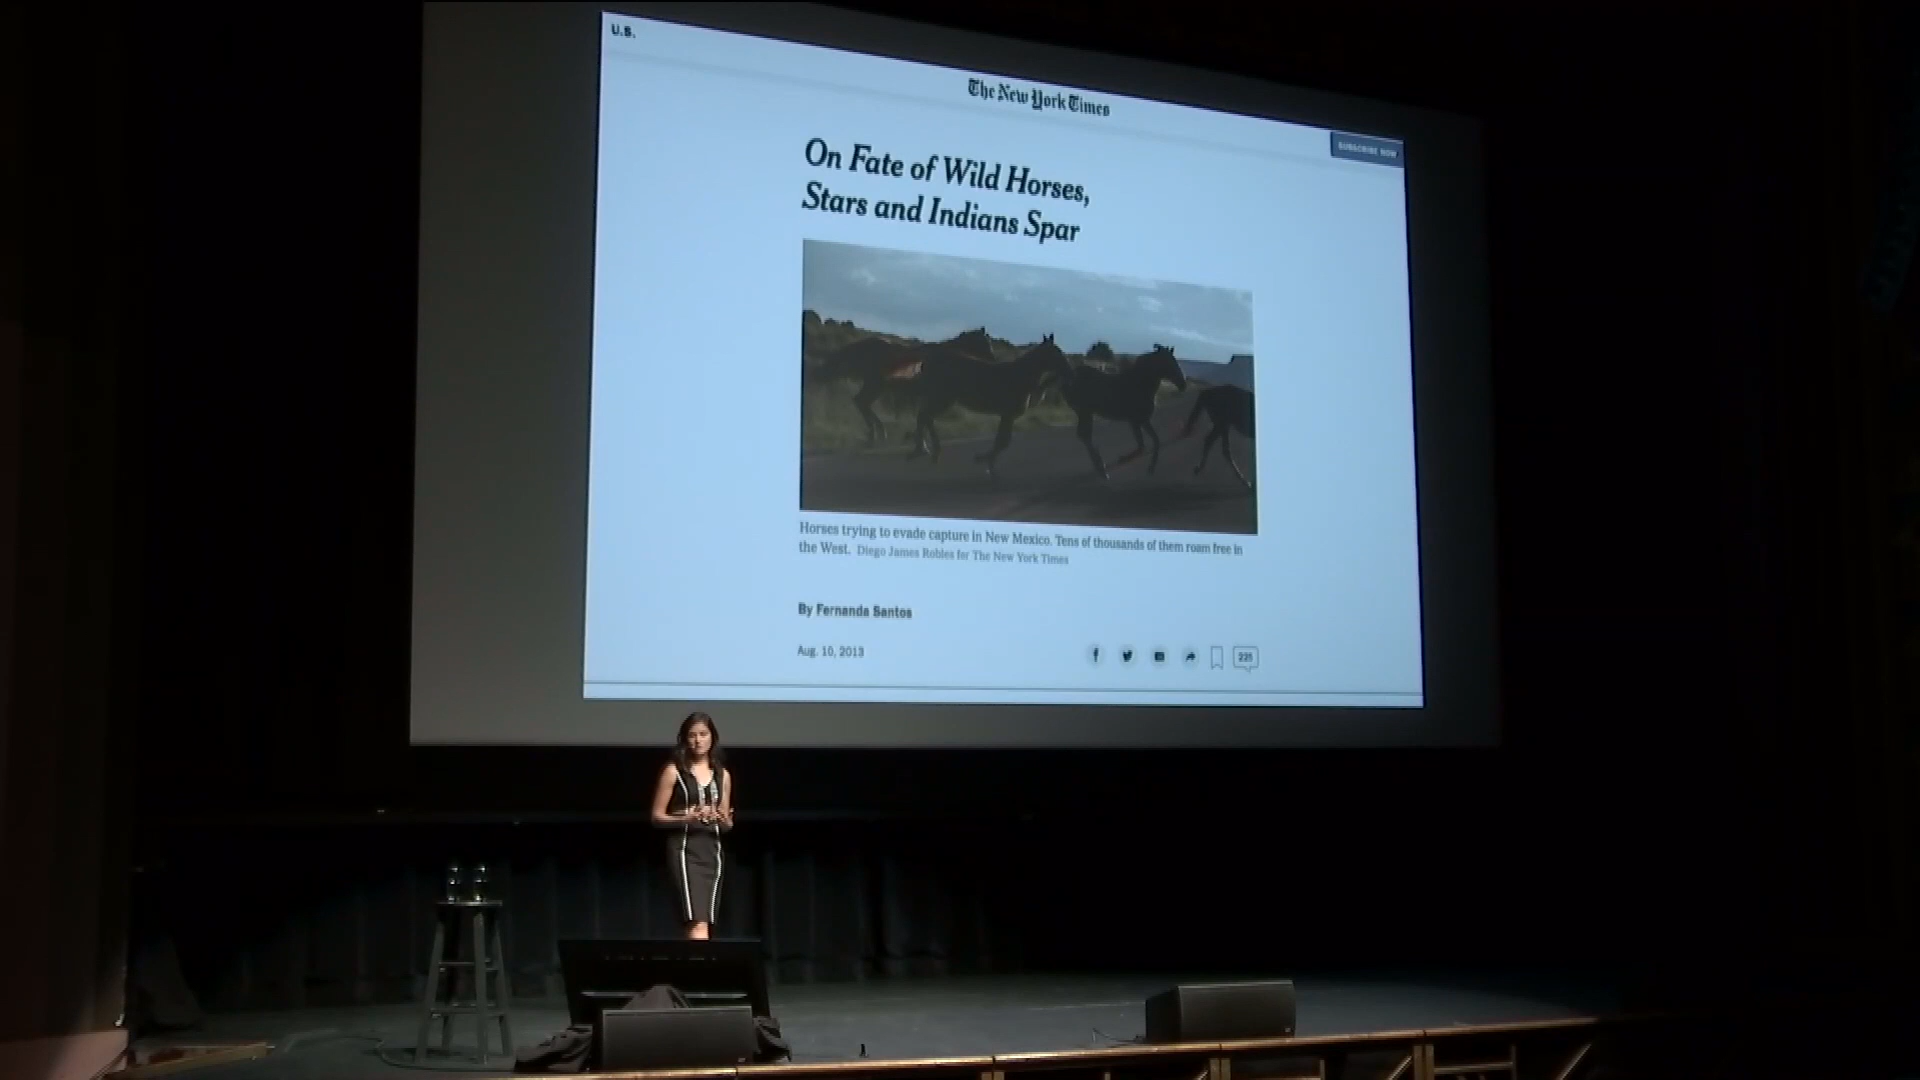 U.S.
The New York Times
SUBSCRIBE NOW
On Fate of Wild Horses,
Stars and Indians Spar
Horses trying to evade capture in New Mexico. Tens of thousands of them roam free in
the West. Diego James Robles for The New York Times
By Fernanda Santos
Aug. 10, 2013
225